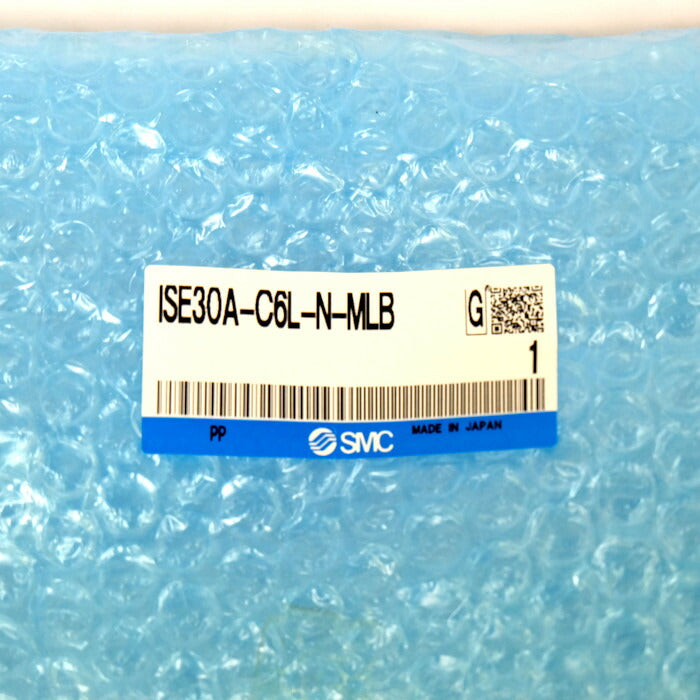 ISE30A-C6L-N-MLB
G
1
PP
SMC
MADE IN JAPAN